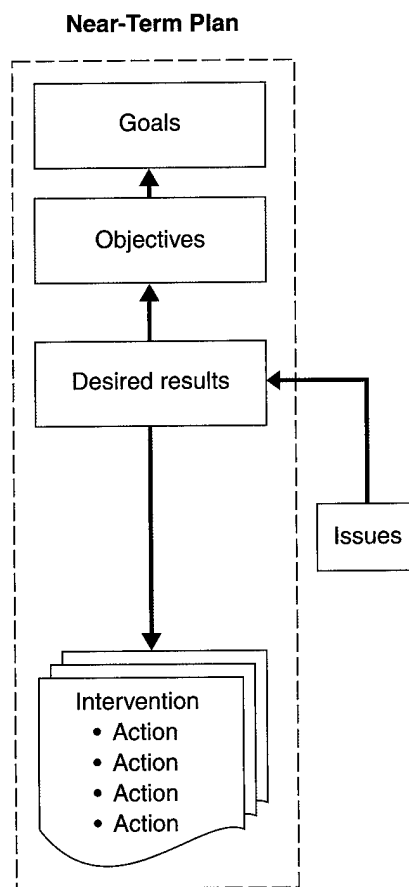 Near-Term Plan
Goals
Objectives
Desired results
Issues
Intervention
• Action
• Action
• Action
• Action